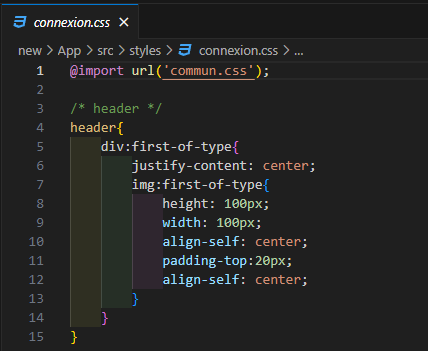 connexion.css ×
new > App > src > styles > connexion.css > ...
1 @import url('commun.css');
2
3 /* header */
4 header{
5     div:first-of-type{
6         justify-content: center;
7         img:first-of-type{
8             height: 100px;
9             width: 100px;
10             align-self: center;
11             padding-top:20px;
12             align-self: center;
13         }
14     }
15 }